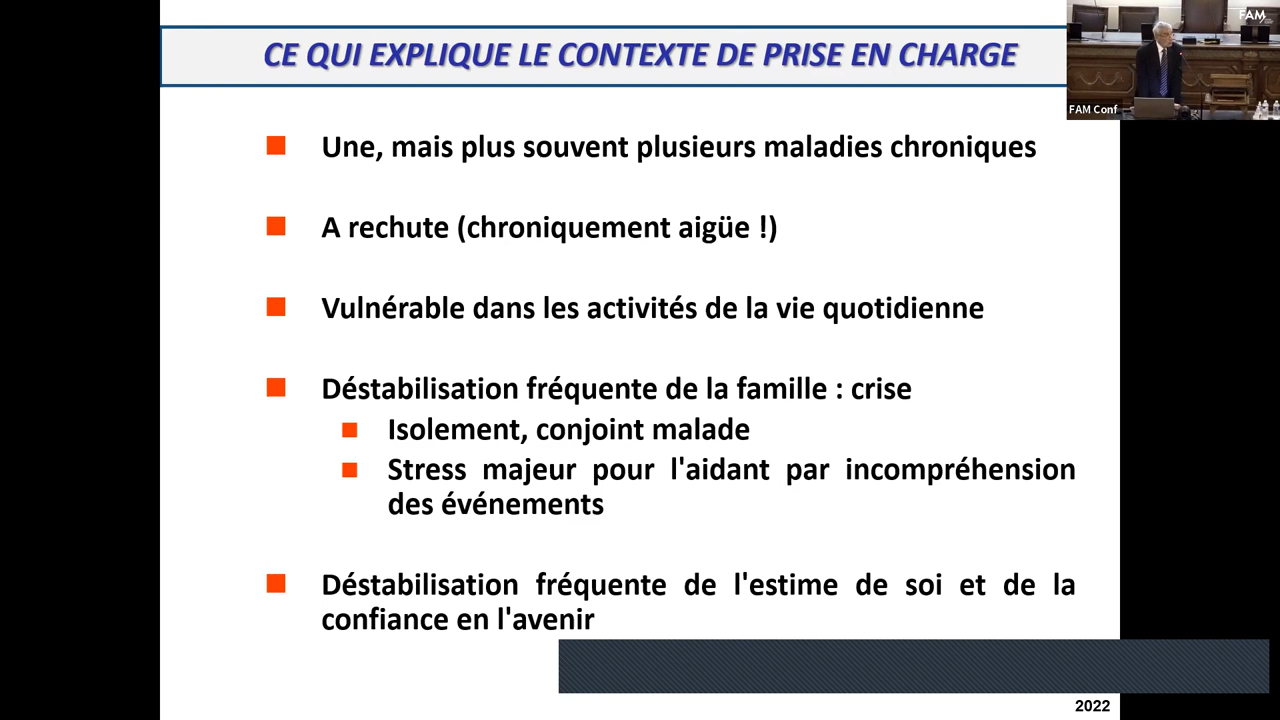 CE QUI EXPLIQUE LE CONTEXTE DE PRISE EN CHARGE
FAM
FAM Conf
Une, mais plus souvent plusieurs maladies chroniques
A rechute (chroniquement aigüe !)
Vulnérable dans les activités de la vie quotidienne
Déstabilisation fréquente de la famille : crise
Isolement, conjoint malade
Stress majeur pour l'aidant par incompréhension
des événements
Déstabilisation fréquente de l'estime de soi et de la
confiance en l'avenir
2022